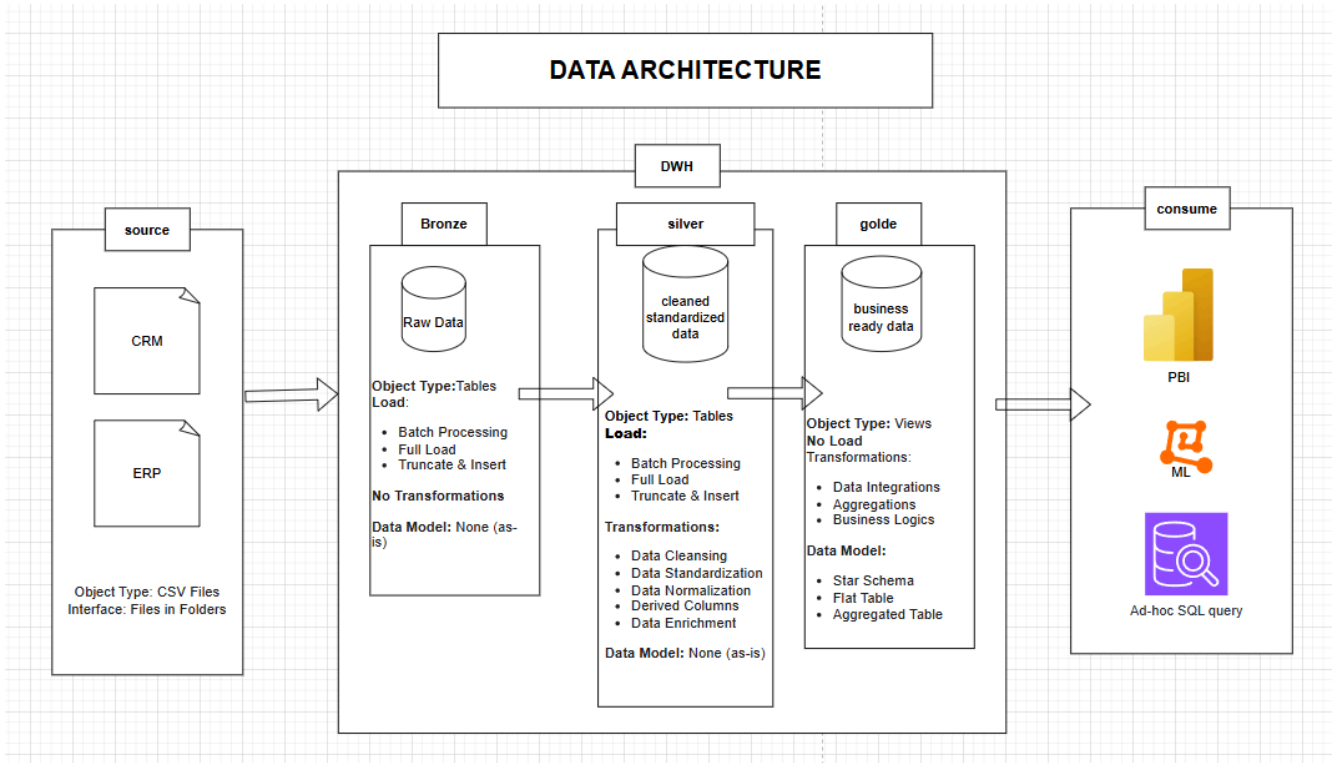 DATA ARCHITECTURE
DWH
source
CRM
ERP
Object Type: CSV Files
Interface: Files in Folders
Bronze
Raw Data
Object Type:Tables
Load:
• Batch Processing
• Full Load
• Truncate & Insert
No Transformations
Data Model: None (as-
is)
silver
cleaned
standardized
data
Object Type: Tables
Load:
• Batch Processing
• Full Load
• Truncate & Insert
Transformations:
• Data Cleansing
• Data Standardization
• Data Normalization
• Derived Columns
• Data Enrichment
Data Model: None (as-is)
golde
business
ready data
Object Type: Views
No Load
Transformations:
• Data Integrations
• Aggregations
• Business Logics
Data Model:
• Star Schema
• Flat Table
• Aggregated Table
consume
PBI
ML
Ad-hoc SQL query